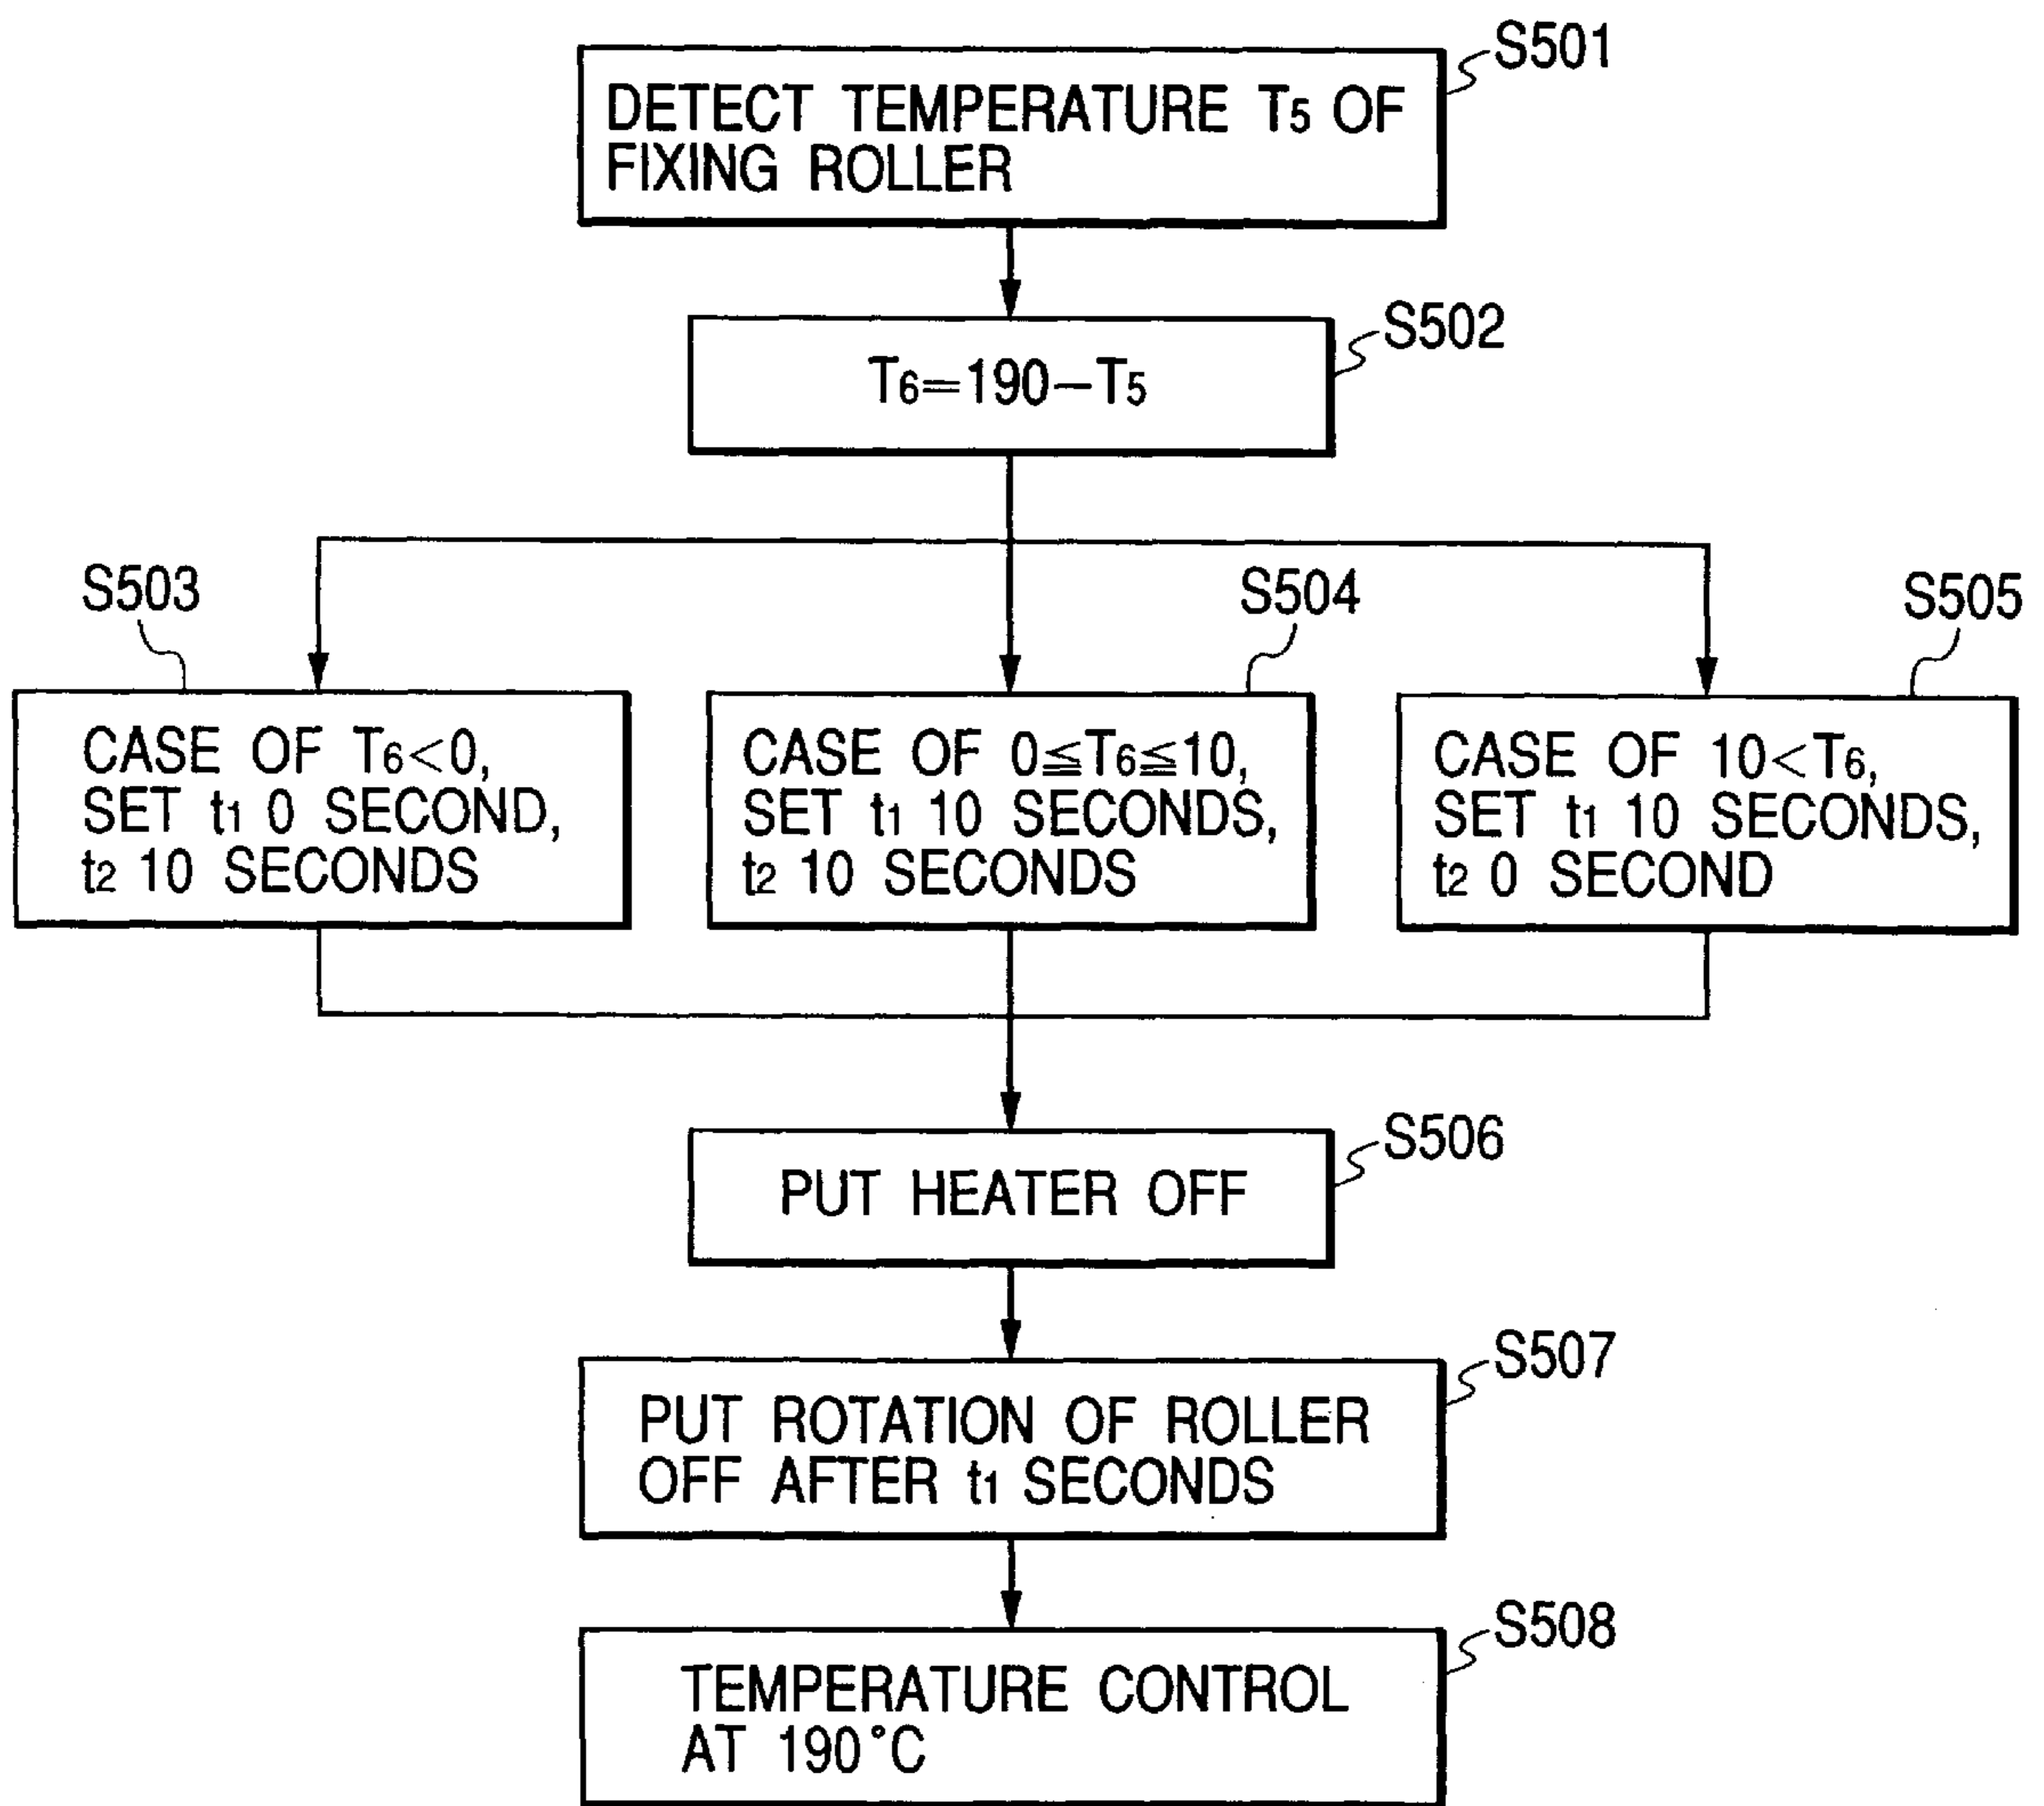 S501
DETECT TEMPERATURE T5 OF
FIXING ROLLER
S502
T6=190−T5
S503
CASE OF T6<0,
SET t1 0 SECOND,
t2 10 SECONDS
S504
CASE OF 0≦T6≦10,
SET t1 10 SECONDS,
t2 10 SECONDS
S505
CASE OF 10<T6,
SET t1 10 SECONDS,
t2 0 SECOND
S506
PUT HEATER OFF
S507
PUT ROTATION OF ROLLER
OFF AFTER t1 SECONDS
S508
TEMPERATURE CONTROL
AT 190°C